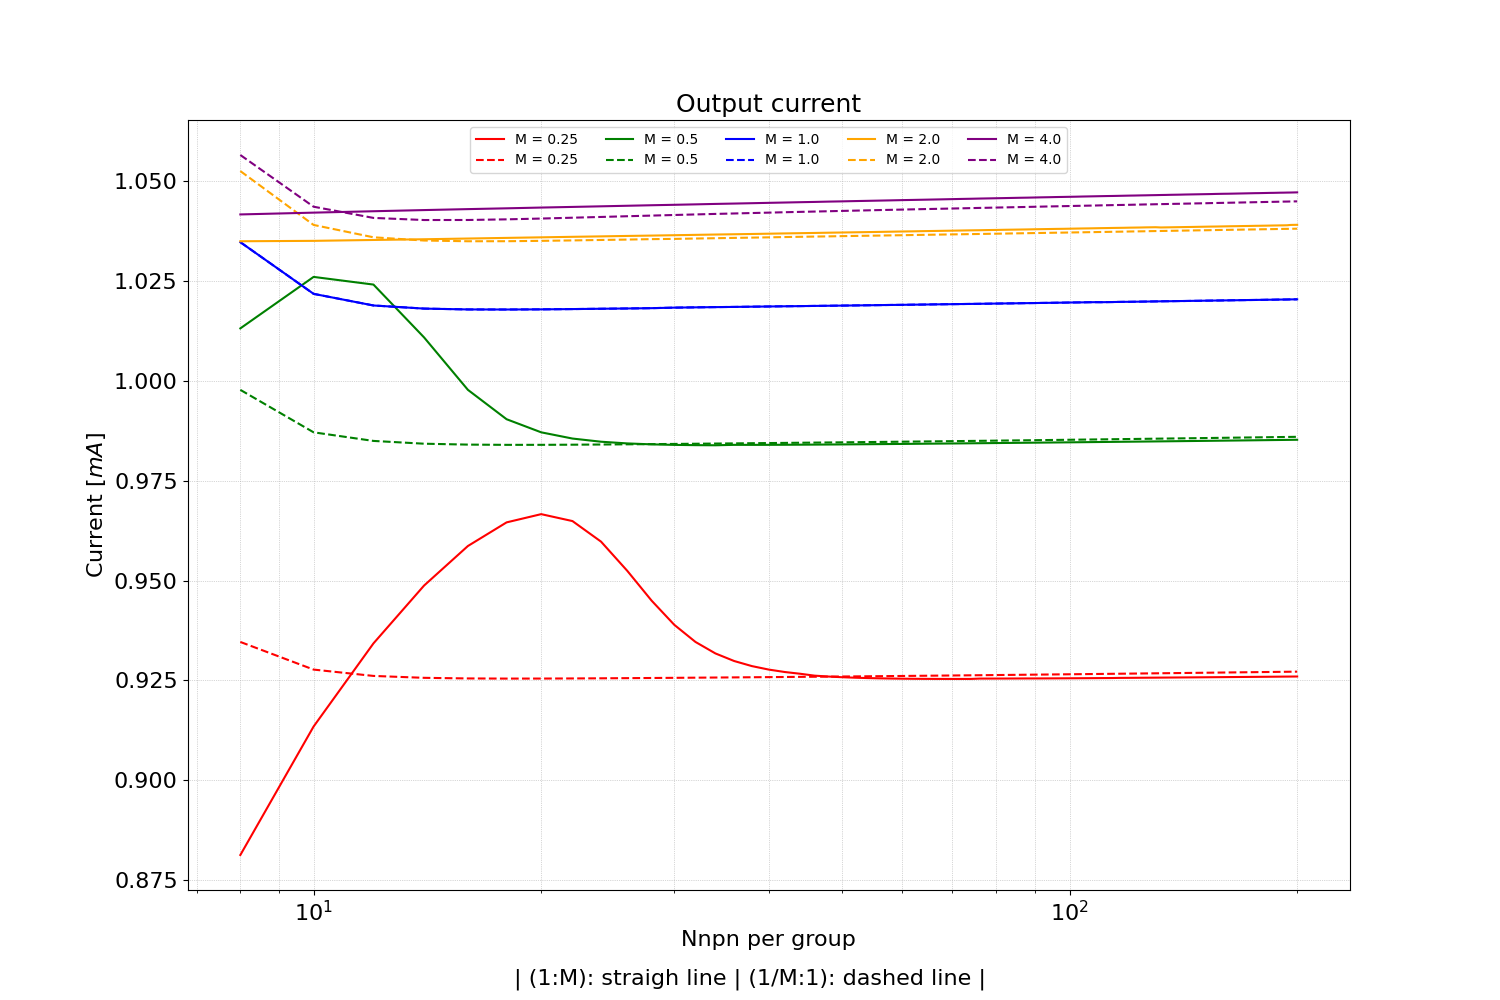 Output current
M = 0.25 M = 0.5 M = 1.0 M = 2.0 M = 4.0
M = 0.25 M = 0.5 M = 1.0 M = 2.0 M = 4.0
1.050
1.025
1.000
0.975
0.950
0.925
0.900
0.875
Current [mA]
10¹ 10²
Nnpn per group
| (1:M): straigh line | (1/M:1): dashed line |